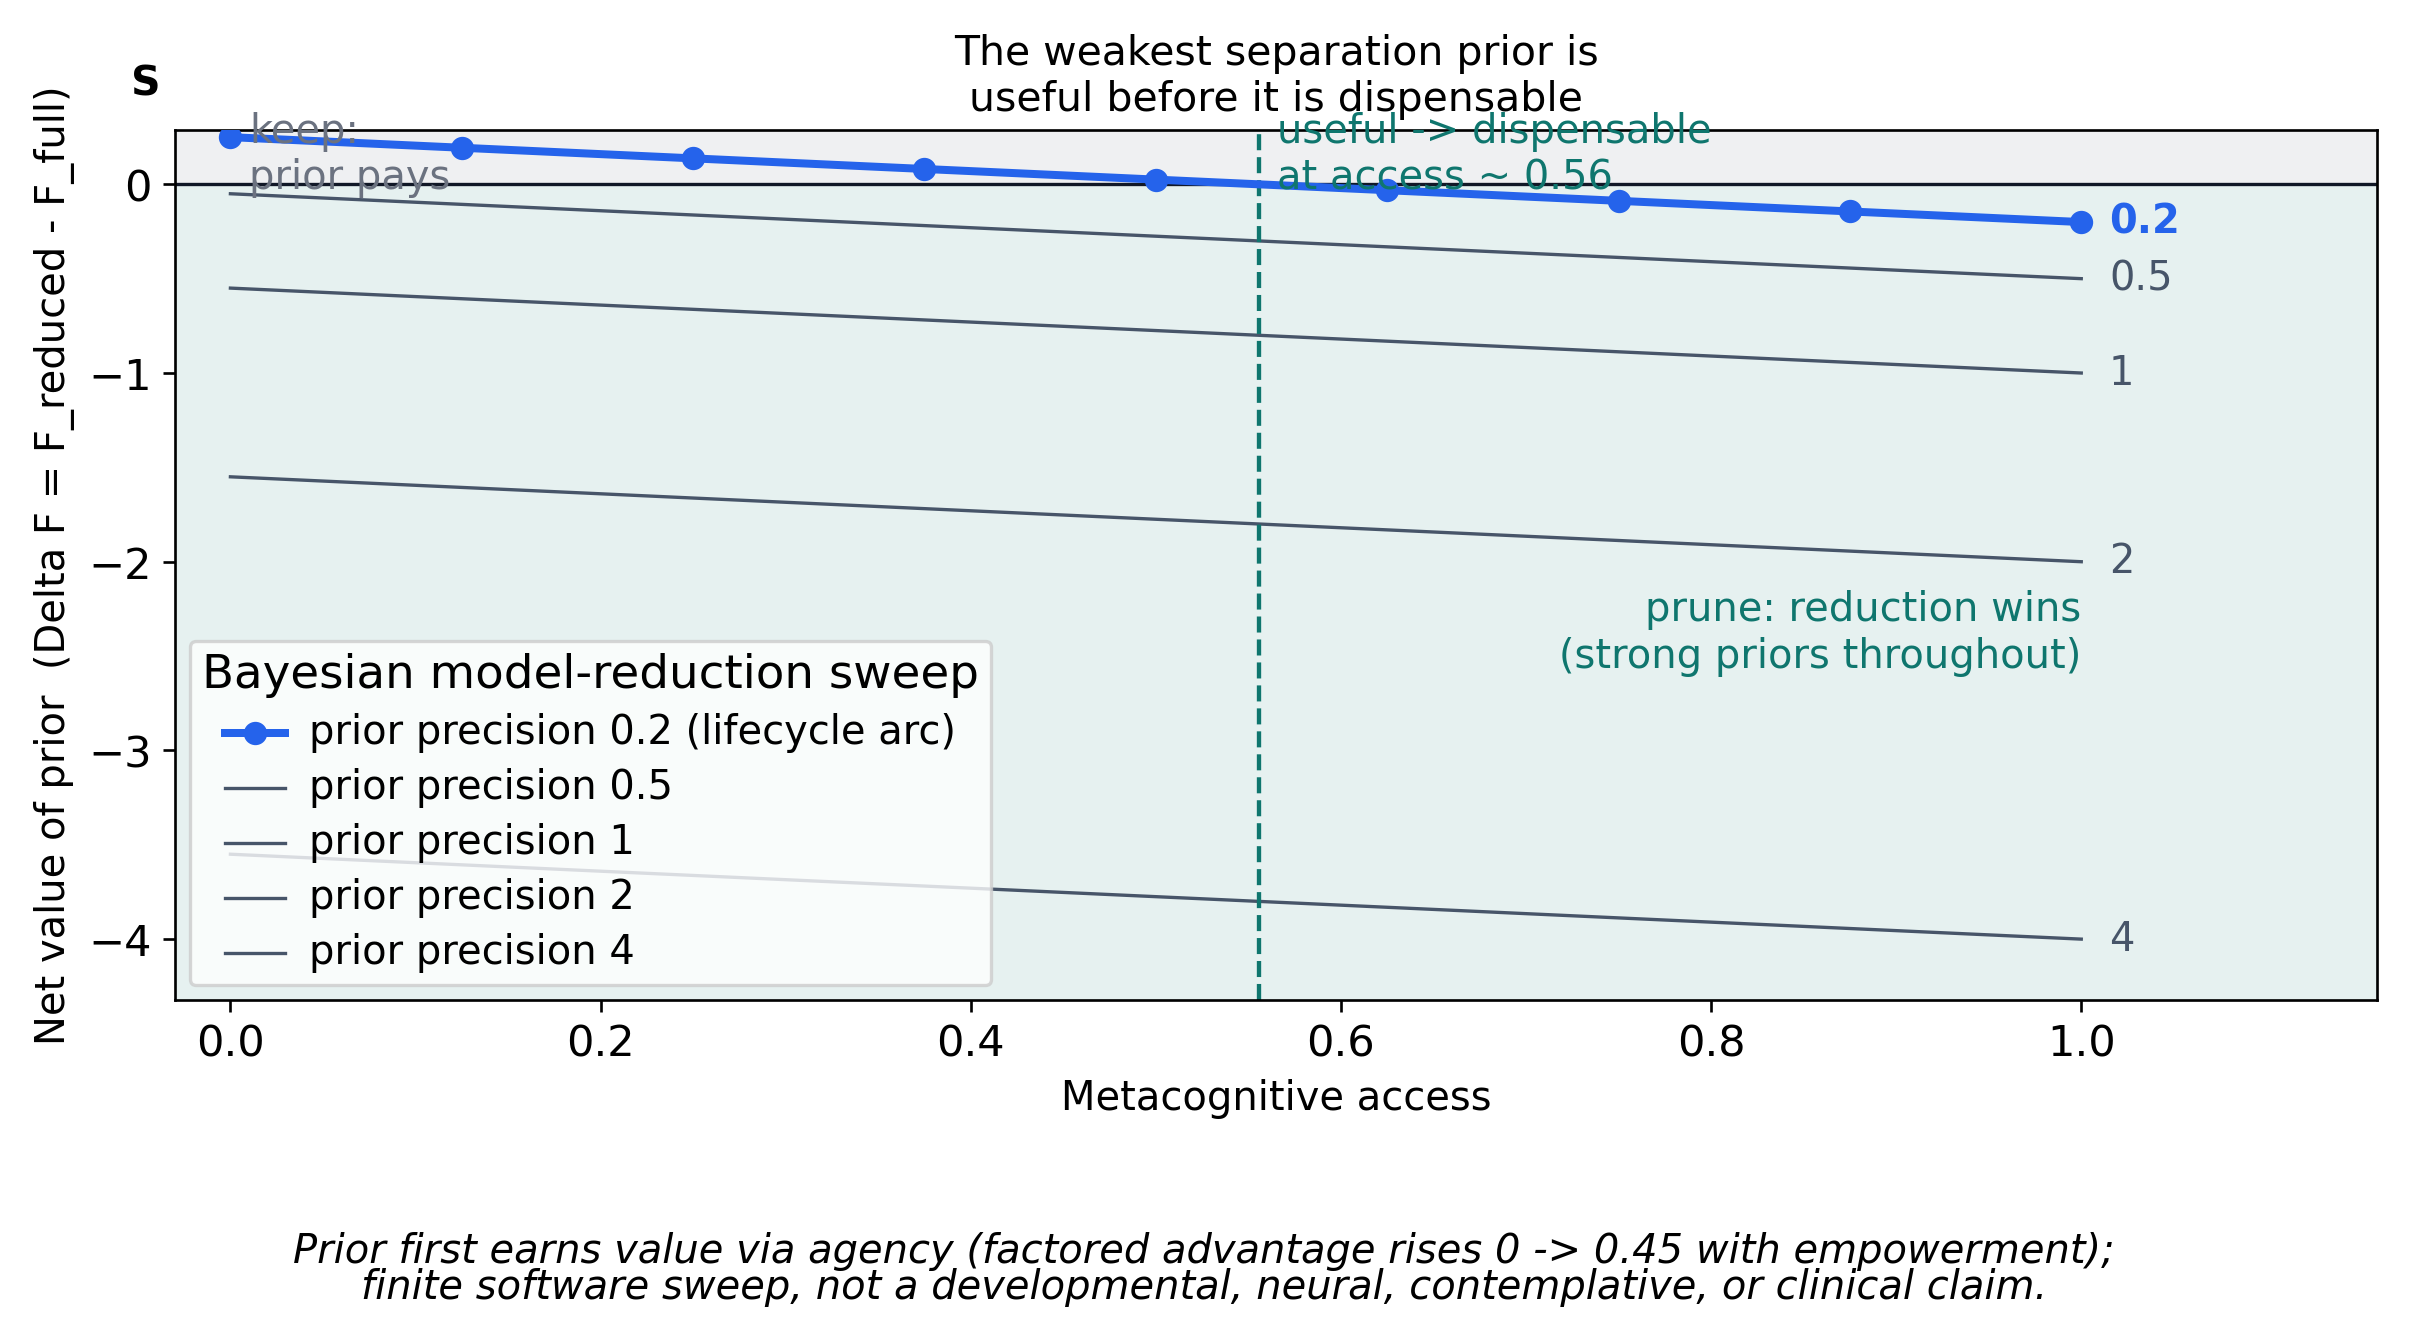 The weakest separation prior is
useful before it is dispensable
S
keep:
prior pays
useful -> dispensable
at access ~ 0.56
Net value of prior  (Delta F = F_reduced - F_full)
0
−1
−2
−3
−4
0.2
0.5
1
2
prune: reduction wins
(strong priors throughout)
4
Bayesian model-reduction sweep
prior precision 0.2 (lifecycle arc)
prior precision 0.5
prior precision 1
prior precision 2
prior precision 4
0.0
0.2
0.4
0.6
0.8
1.0
Metacognitive access
Prior first earns value via agency (factored advantage rises 0 -> 0.45 with empowerment);
finite software sweep, not a developmental, neural, contemplative, or clinical claim.